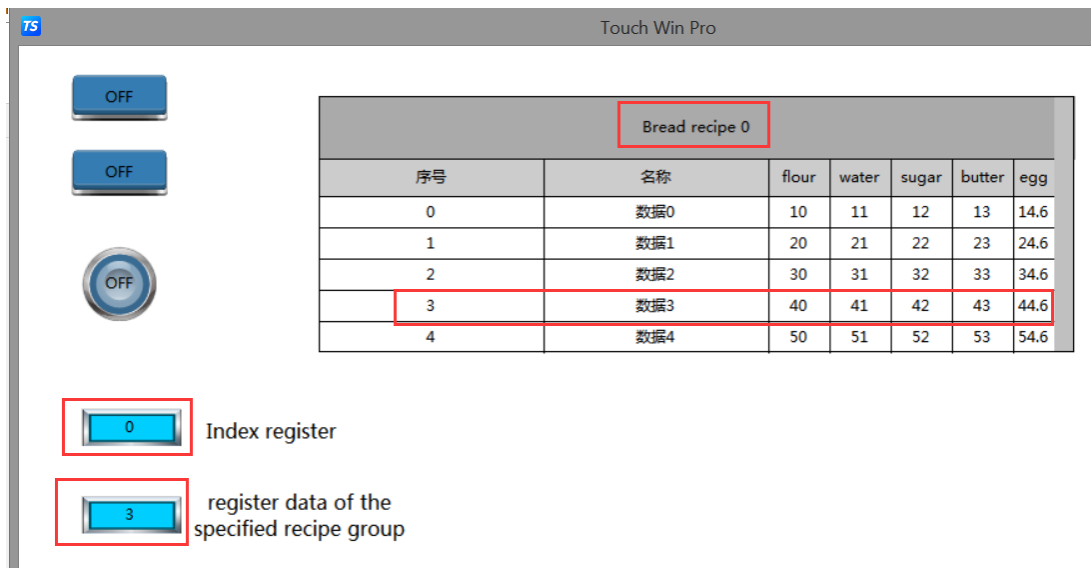 TS
Touch Win Pro
OFF
OFF
OFF
Bread recipe 0
序号 名称 flour water sugar butter egg
0 数据0 10 11 12 13 14.6
1 数据1 20 21 22 23 24.6
2 数据2 30 31 32 33 34.6
3 数据3 40 41 42 43 44.6
4 数据4 50 51 52 53 54.6
0 Index register
3 register data of the
specified recipe group